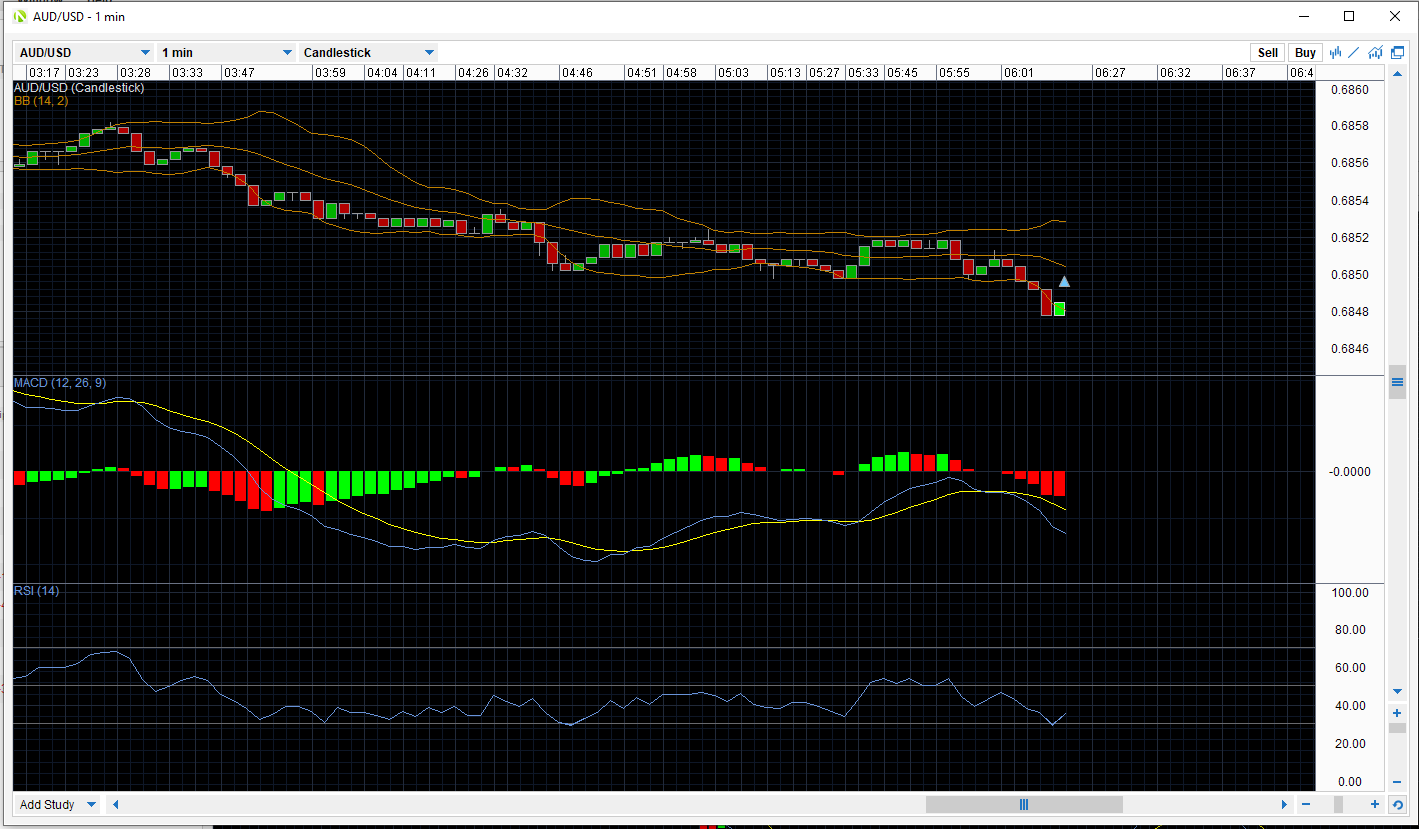 AUD/USD - 1 min
AUD/USD 1 min Candlestick Sell Buy
03:17 03:23 03:28 03:33 03:47 03:59 04:04 04:11 04:26 04:32 04:46 04:51 04:58 05:03 05:13 05:27 05:33 05:45 05:55 06:01 06:27 06:32 06:37 06:4
AUD/USD (Candlestick)
BB (14, 2)
0.6860
0.6858
0.6856
0.6854
0.6852
0.6850
0.6848
0.6846
MACD (12, 26, 9)
-0.0000
RSI (14)
100.00
80.00
60.00
40.00
20.00
0.00
Add Study